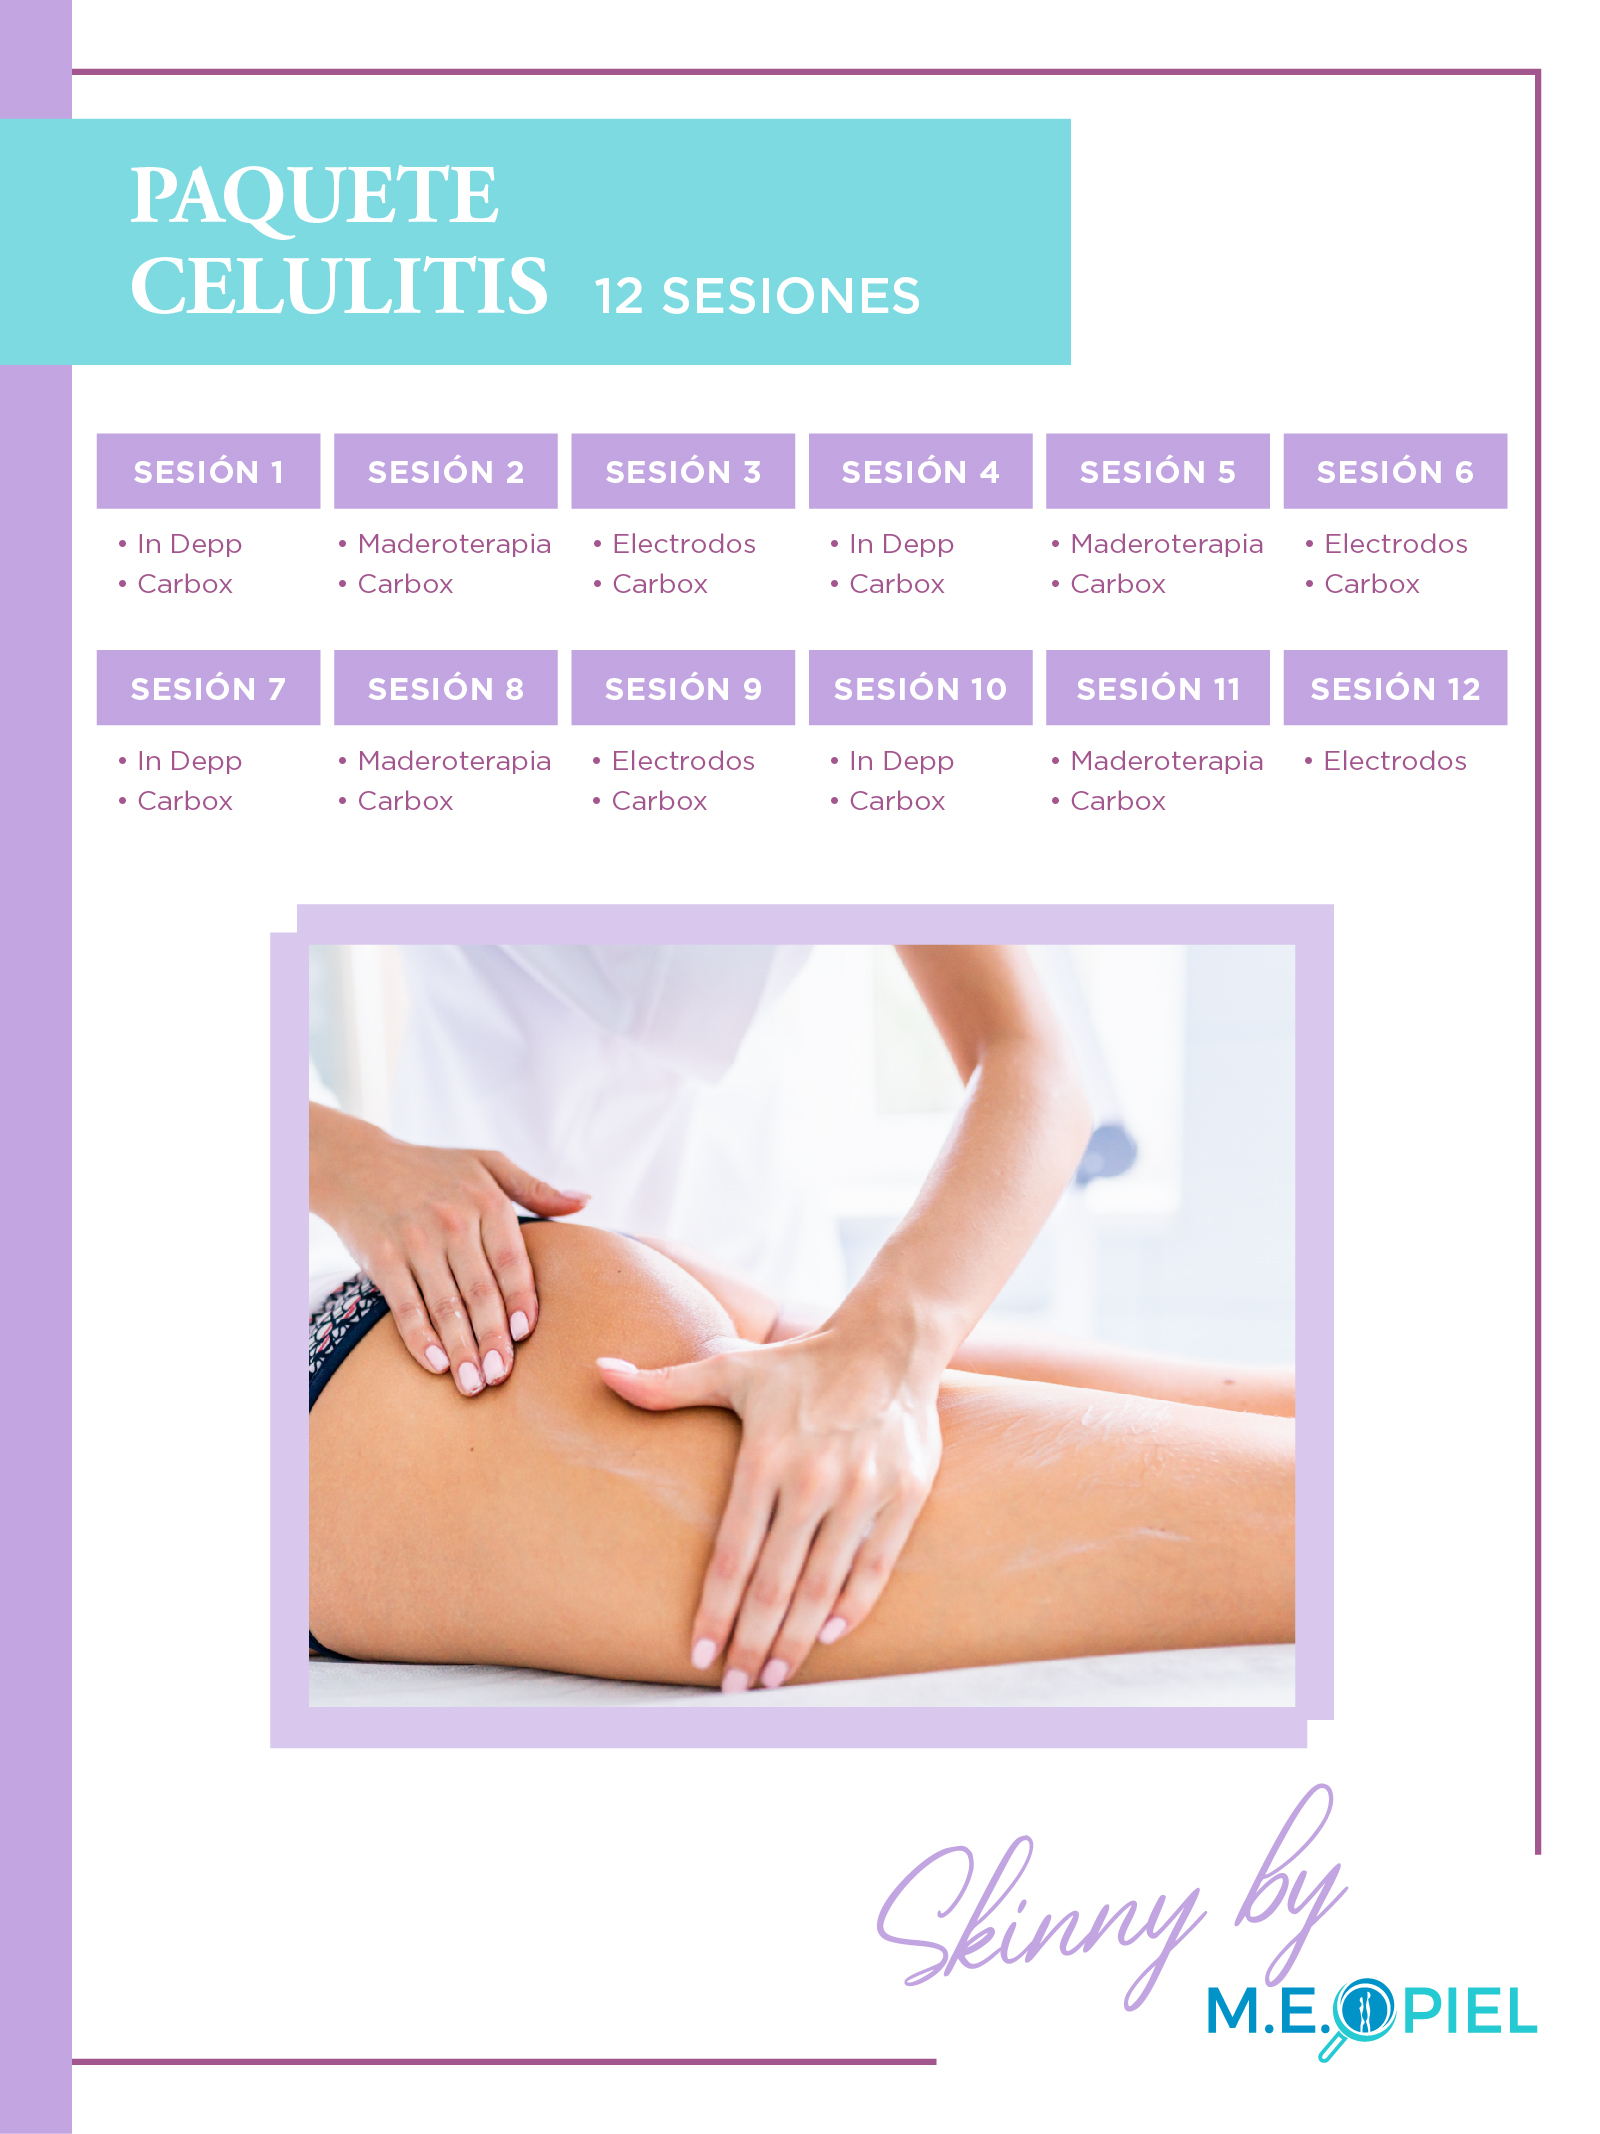 PAQUETE
CELULITIS 12 SESIONES
SESIÓN 1
• In Depp
• Carbox
SESIÓN 2
• Maderoterapia
• Carbox
SESIÓN 3
• Electrodos
• Carbox
SESIÓN 4
• In Depp
• Carbox
SESIÓN 5
• Maderoterapia
• Carbox
SESIÓN 6
• Electrodos
• Carbox
SESIÓN 7
• In Depp
• Carbox
SESIÓN 8
• Maderoterapia
• Carbox
SESIÓN 9
• Electrodos
• Carbox
SESIÓN 10
• In Depp
• Carbox
SESIÓN 11
• Maderoterapia
• Carbox
SESIÓN 12
• Electrodos
Skinny by
M.E. PIEL